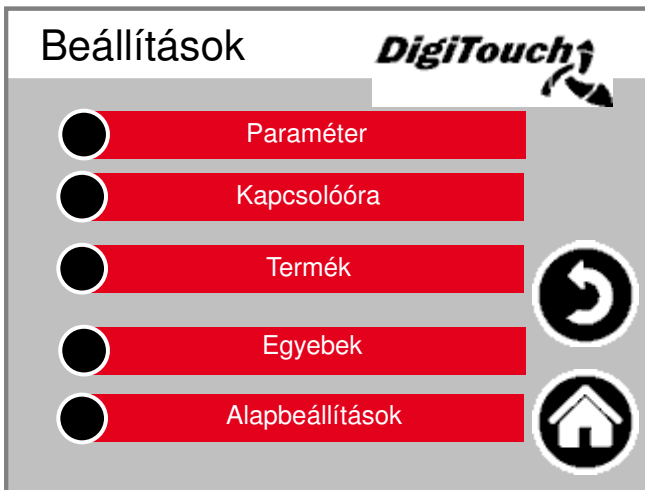 Beállítások
DigiTouch
Paraméter
Kapcsolóóra
Termék
Egyebek
Alapbeállítások